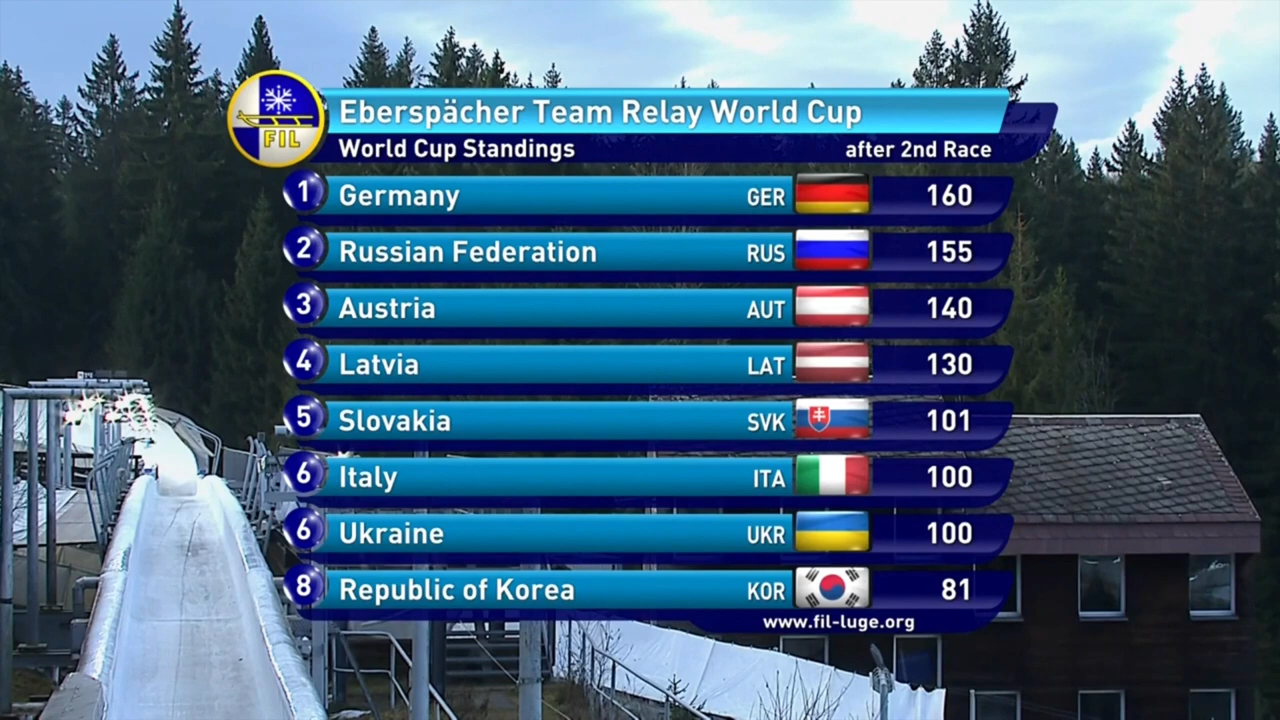 FIL
Eberspächer Team Relay World Cup
World Cup Standings after 2nd Race
1 Germany GER 160
2 Russian Federation RUS 155
3 Austria AUT 140
4 Latvia LAT 130
5 Slovakia SVK 101
6 Italy ITA 100
6 Ukraine UKR 100
8 Republic of Korea KOR 81
www.fil-luge.org